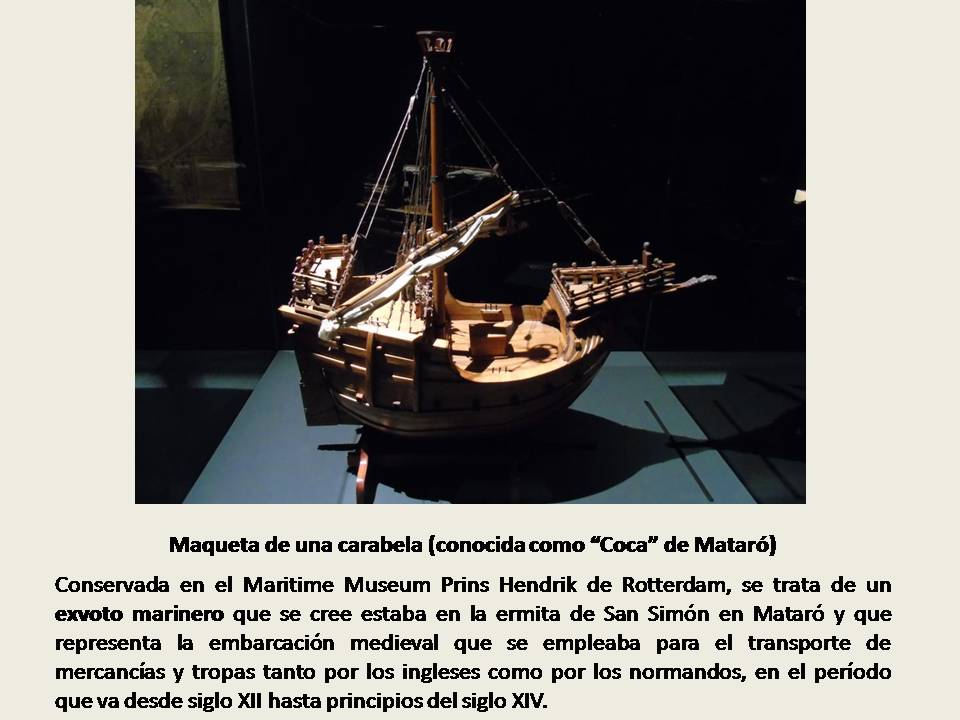 Maqueta de una carabela (conocida como “Coca” de Mataró)
Conservada en el Maritime Museum Prins Hendrik de Rotterdam, se trata de un
exvoto marinero que se cree estaba en la ermita de San Simón en Mataró y que
representa la embarcación medieval que se empleaba para el transporte de
mercancías y tropas tanto por los ingleses como por los normandos, en el período
que va desde siglo XII hasta principios del siglo XIV.